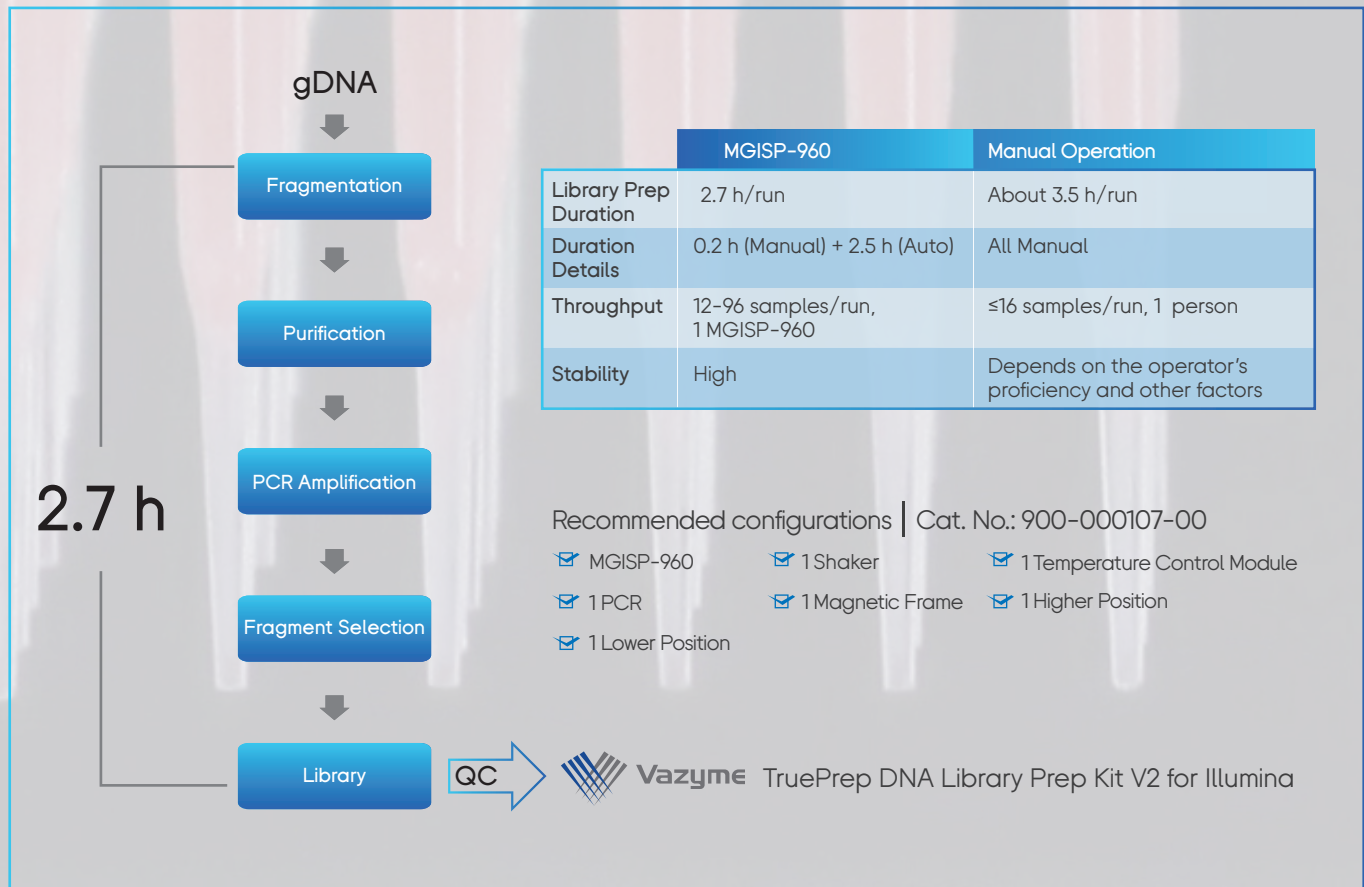 gDNA
Fragmentation
Purification
PCR Amplification
Fragment Selection
Library
2.7 h
QC
MGISP-960 Manual Operation
Library Prep Duration 2.7 h/run About 3.5 h/run
Duration Details 0.2 h (Manual) + 2.5 h (Auto) All Manual
Throughput 12-96 samples/run, 1 MGISP-960 ≤16 samples/run, 1 person
Stability High Depends on the operator's proficiency and other factors
Recommended configurations | Cat. No.: 900-000107-00
MGISP-960 1 Shaker 1 Temperature Control Module
1 PCR 1 Magnetic Frame 1 Higher Position
1 Lower Position
Vazyme TruePrep DNA Library Prep Kit V2 for Illumina